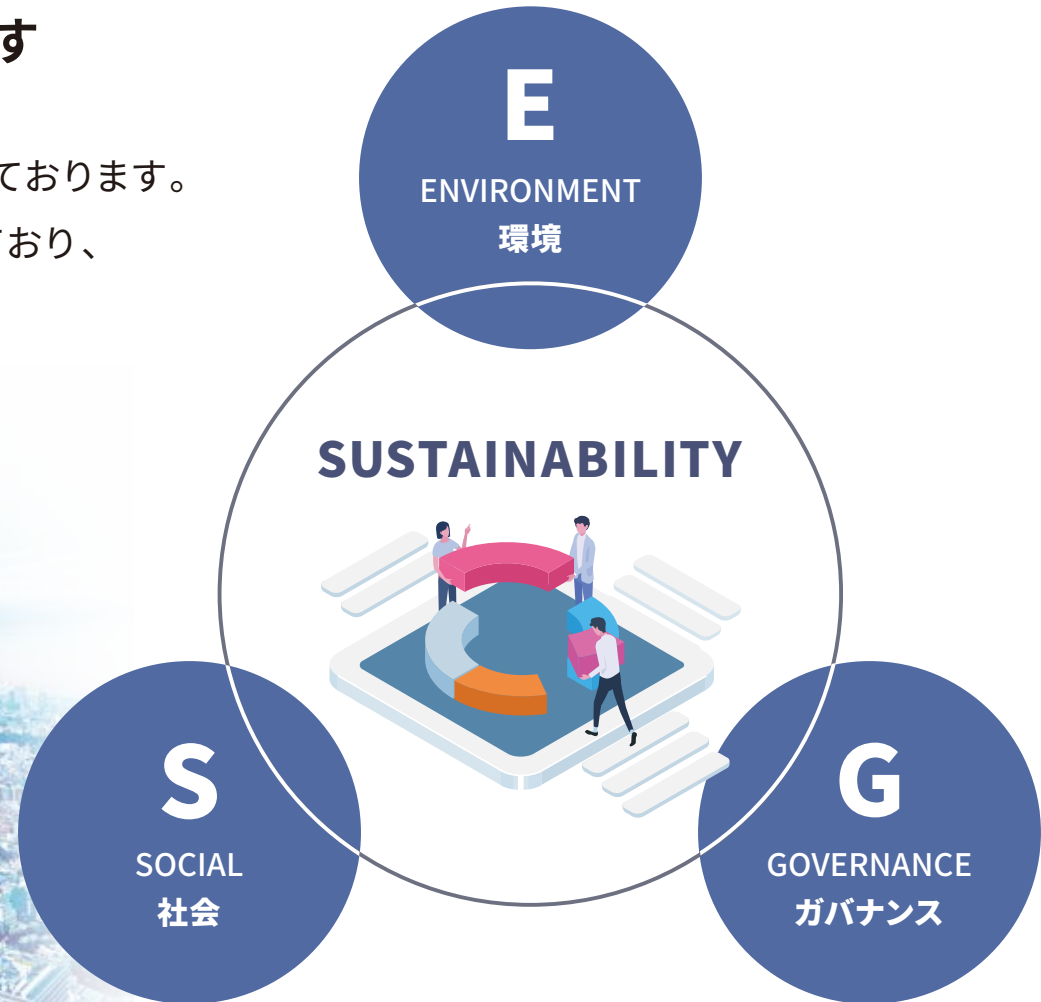 す
ております。
ており、
E
ENVIRONMENT
環境
SUSTAINABILITY
S
SOCIAL
社会
G
GOVERNANCE
ガバナンス